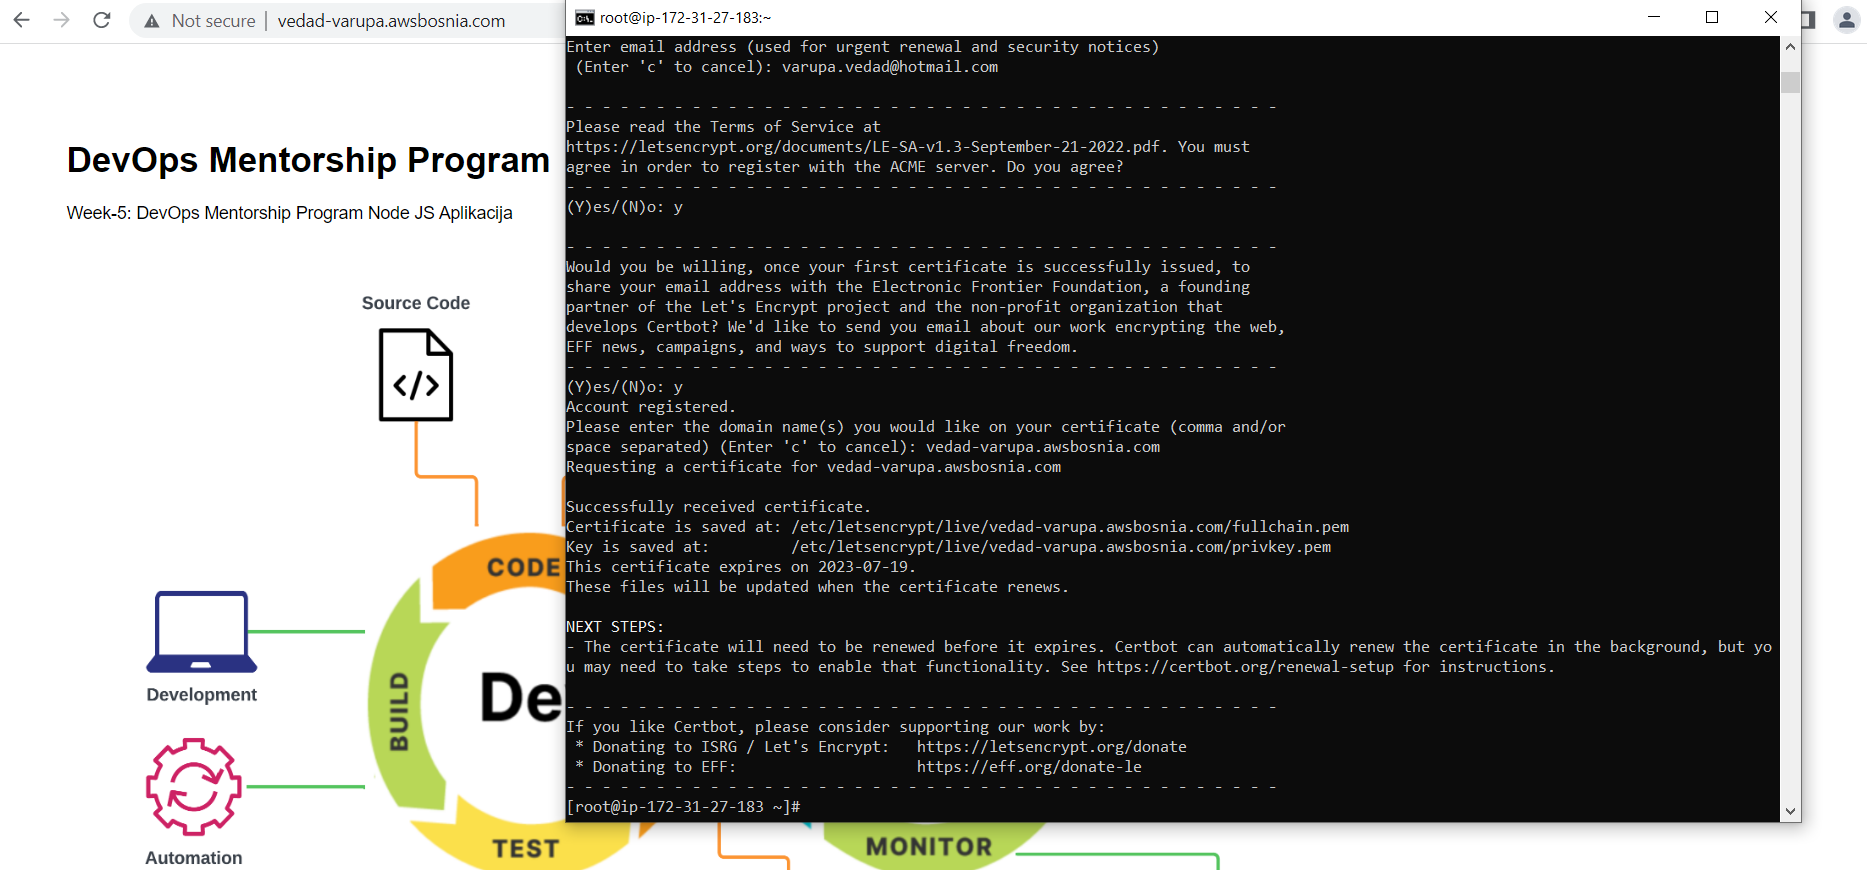 Not secure | vedad-varupa.awsbosnia.com
DevOps Mentorship Program
Week-5: DevOps Mentorship Program Node JS Aplikacija
Source Code
</>
CODE
BUILD
De
Development
Automation
TEST
MONITOR
root@ip-172-31-27-183:~
Enter email address (used for urgent renewal and security notices)
(Enter 'c' to cancel): varupa.vedad@hotmail.com
- - - - - - - - - - - - - - - - - - - - - - - - - - - - - - - - - - - - - - - -
Please read the Terms of Service at
https://letsencrypt.org/documents/LE-SA-v1.3-September-21-2022.pdf. You must
agree in order to register with the ACME server. Do you agree?
- - - - - - - - - - - - - - - - - - - - - - - - - - - - - - - - - - - - - - - -
(Y)es/(N)o: y
- - - - - - - - - - - - - - - - - - - - - - - - - - - - - - - - - - - - - - - -
Would you be willing, once your first certificate is successfully issued, to
share your email address with the Electronic Frontier Foundation, a founding
partner of the Let's Encrypt project and the non-profit organization that
develops Certbot? We'd like to send you email about our work encrypting the web,
EFF news, campaigns, and ways to support digital freedom.
- - - - - - - - - - - - - - - - - - - - - - - - - - - - - - - - - - - - - - - -
(Y)es/(N)o: y
Account registered.
Please enter the domain name(s) you would like on your certificate (comma and/or
space separated) (Enter 'c' to cancel): vedad-varupa.awsbosnia.com
Requesting a certificate for vedad-varupa.awsbosnia.com
Successfully received certificate.
Certificate is saved at: /etc/letsencrypt/live/vedad-varupa.awsbosnia.com/fullchain.pem
Key is saved at: /etc/letsencrypt/live/vedad-varupa.awsbosnia.com/privkey.pem
This certificate expires on 2023-07-19.
These files will be updated when the certificate renews.
NEXT STEPS:
- The certificate will need to be renewed before it expires. Certbot can automatically renew the certificate in the background, but yo
u may need to take steps to enable that functionality. See https://certbot.org/renewal-setup for instructions.
- - - - - - - - - - - - - - - - - - - - - - - - - - - - - - - - - - - - - - - -
If you like Certbot, please consider supporting our work by:
* Donating to ISRG / Let's Encrypt: https://letsencrypt.org/donate
* Donating to EFF: https://eff.org/donate-le
- - - - - - - - - - - - - - - - - - - - - - - - - - - - - - - - - - - - - - - -
[root@ip-172-31-27-183 ~]#